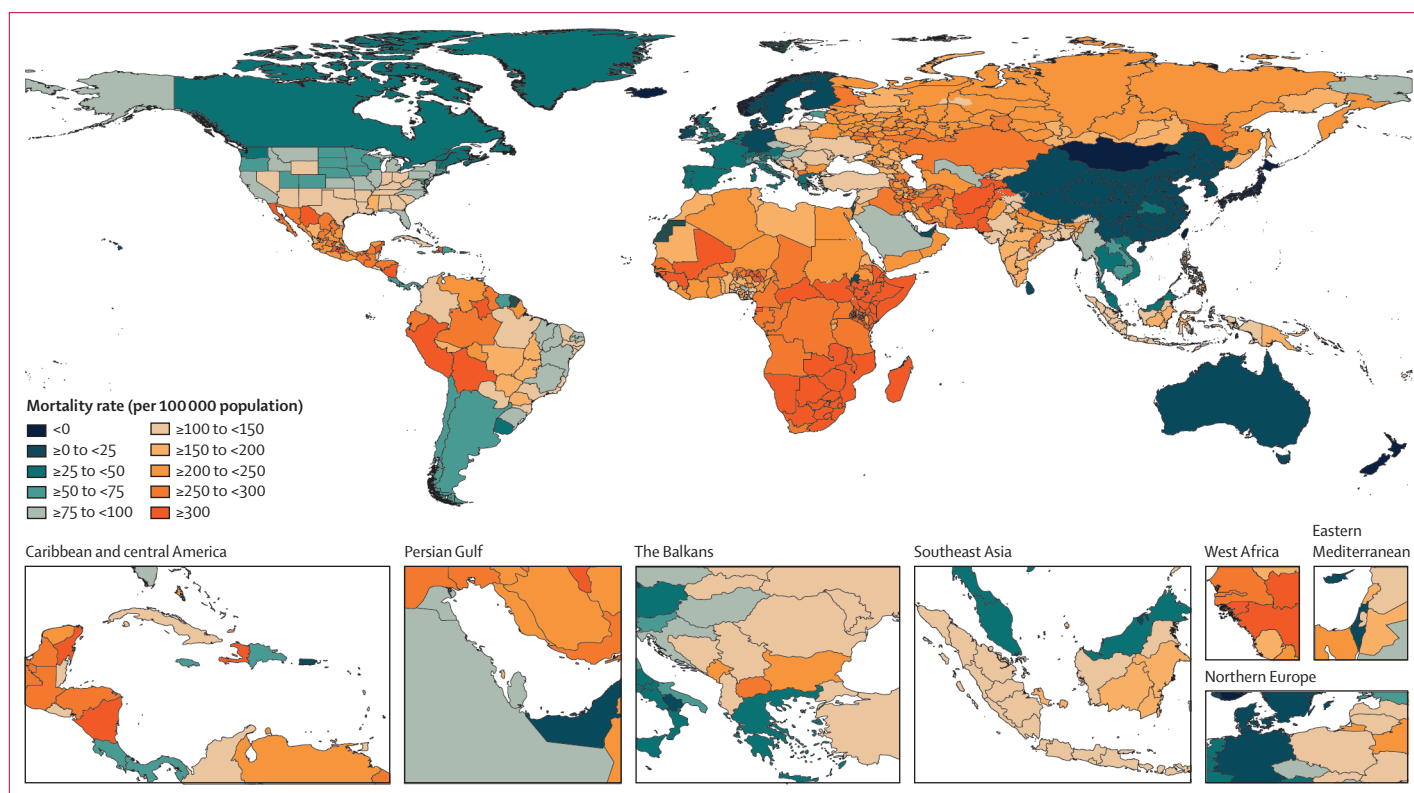 Mortality rate (per 100 000 population)
<0
≥0 to <25
≥25 to <50
≥50 to <75
≥75 to <100
≥100 to <150
≥150 to <200
≥200 to <250
≥250 to <300
≥300
Caribbean and central America
Persian Gulf
The Balkans
Southeast Asia
West Africa
Eastern
Mediterranean
Northern Europe